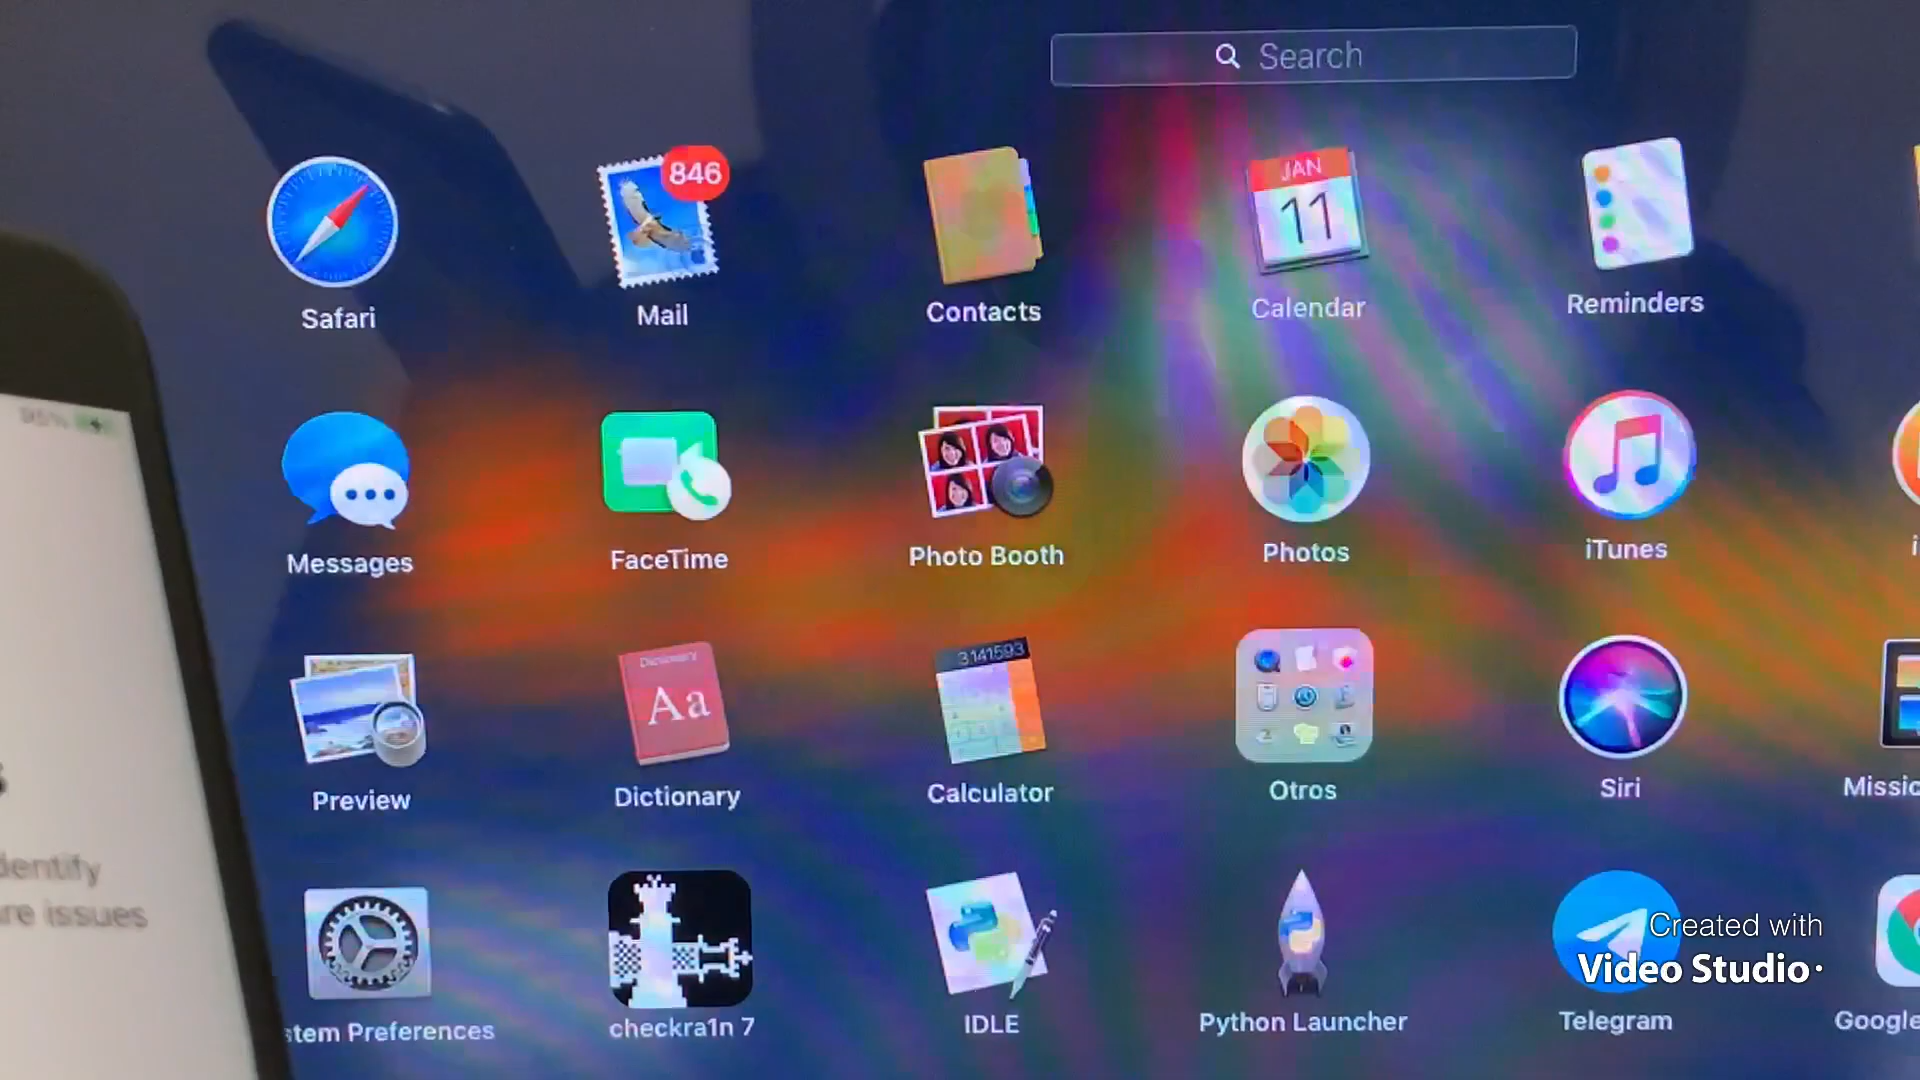 Search
846
JAN
11
Safari
Mail
Contacts
Calendar
Reminders
95%
Messages
FaceTime
Photo Booth
Photos
iTunes
3.141593
Dictionary
Aa
Preview
Dictionary
Calculator
Otros
Siri
Missic
dentify
re issues
stem Preferences
checkra1n 7
IDLE
Python Launcher
Telegram
Google
Created with
Video Studio